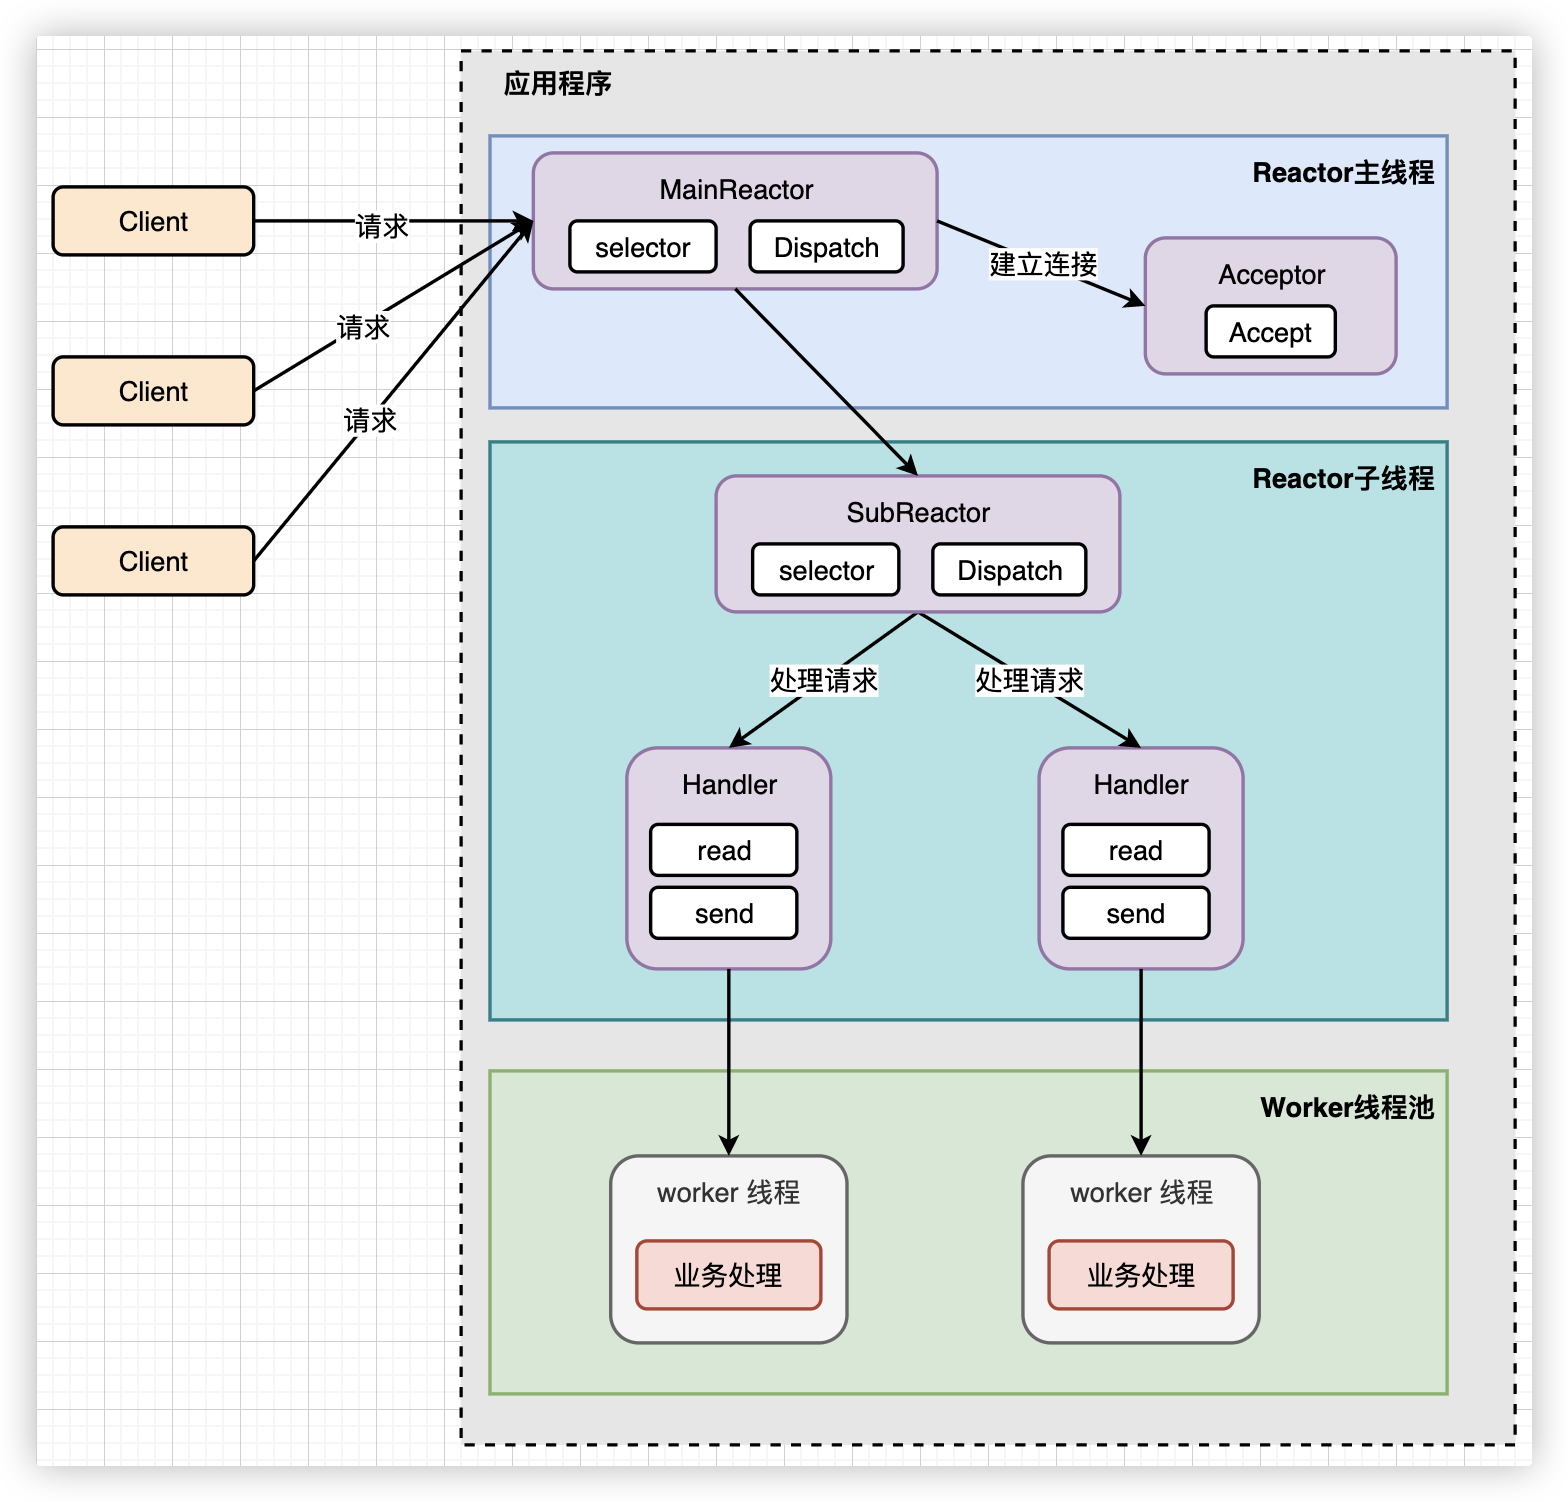 应用程序
Reactor主线程
MainReactor
selector
Dispatch
Client
请求
建立连接
Acceptor
Accept
请求
Client
请求
Reactor子线程
SubReactor
selector
Dispatch
Client
处理请求
处理请求
Handler
Handler
read
read
send
send
Worker线程池
worker 线程
worker 线程
业务处理
业务处理